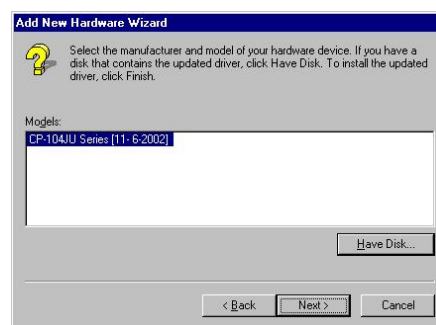 Add New Hardware Wizard
Select the manufacturer and model of your hardware device. If you have a
disk that contains the updated driver, click Have Disk. To install the updated
driver, click Finish.
Models:
CP-104JU Series [11- 6-2002]
Have Disk...
< Back
Next >
Cancel